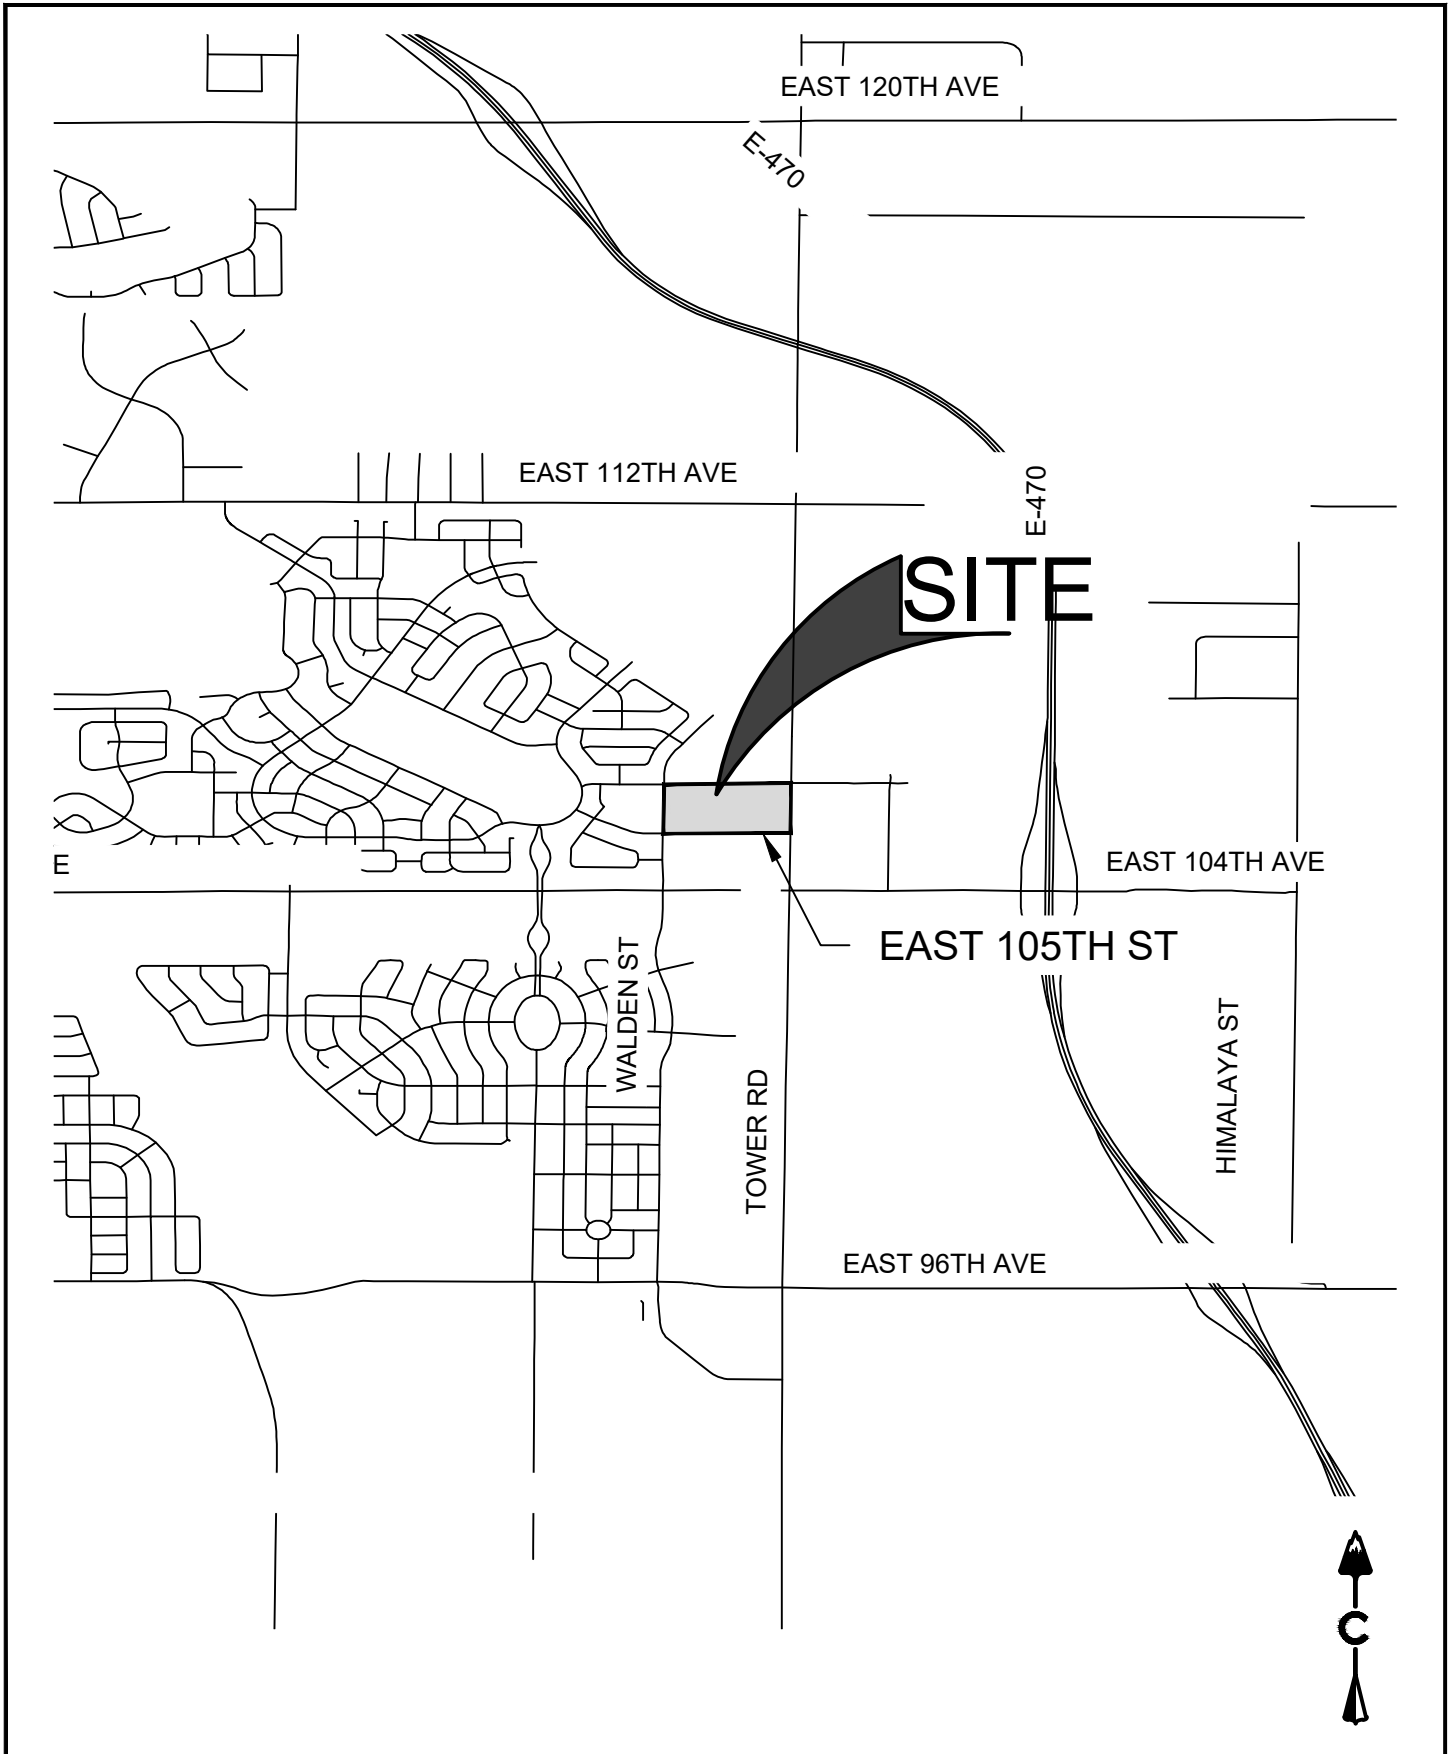 EAST 120TH AVE
E-470
EAST 112TH AVE
E-470
SITE
E
EAST 104TH AVE
EAST 105TH ST
WALDEN ST
TOWER RD
HIMALAYA ST
EAST 96TH AVE
C